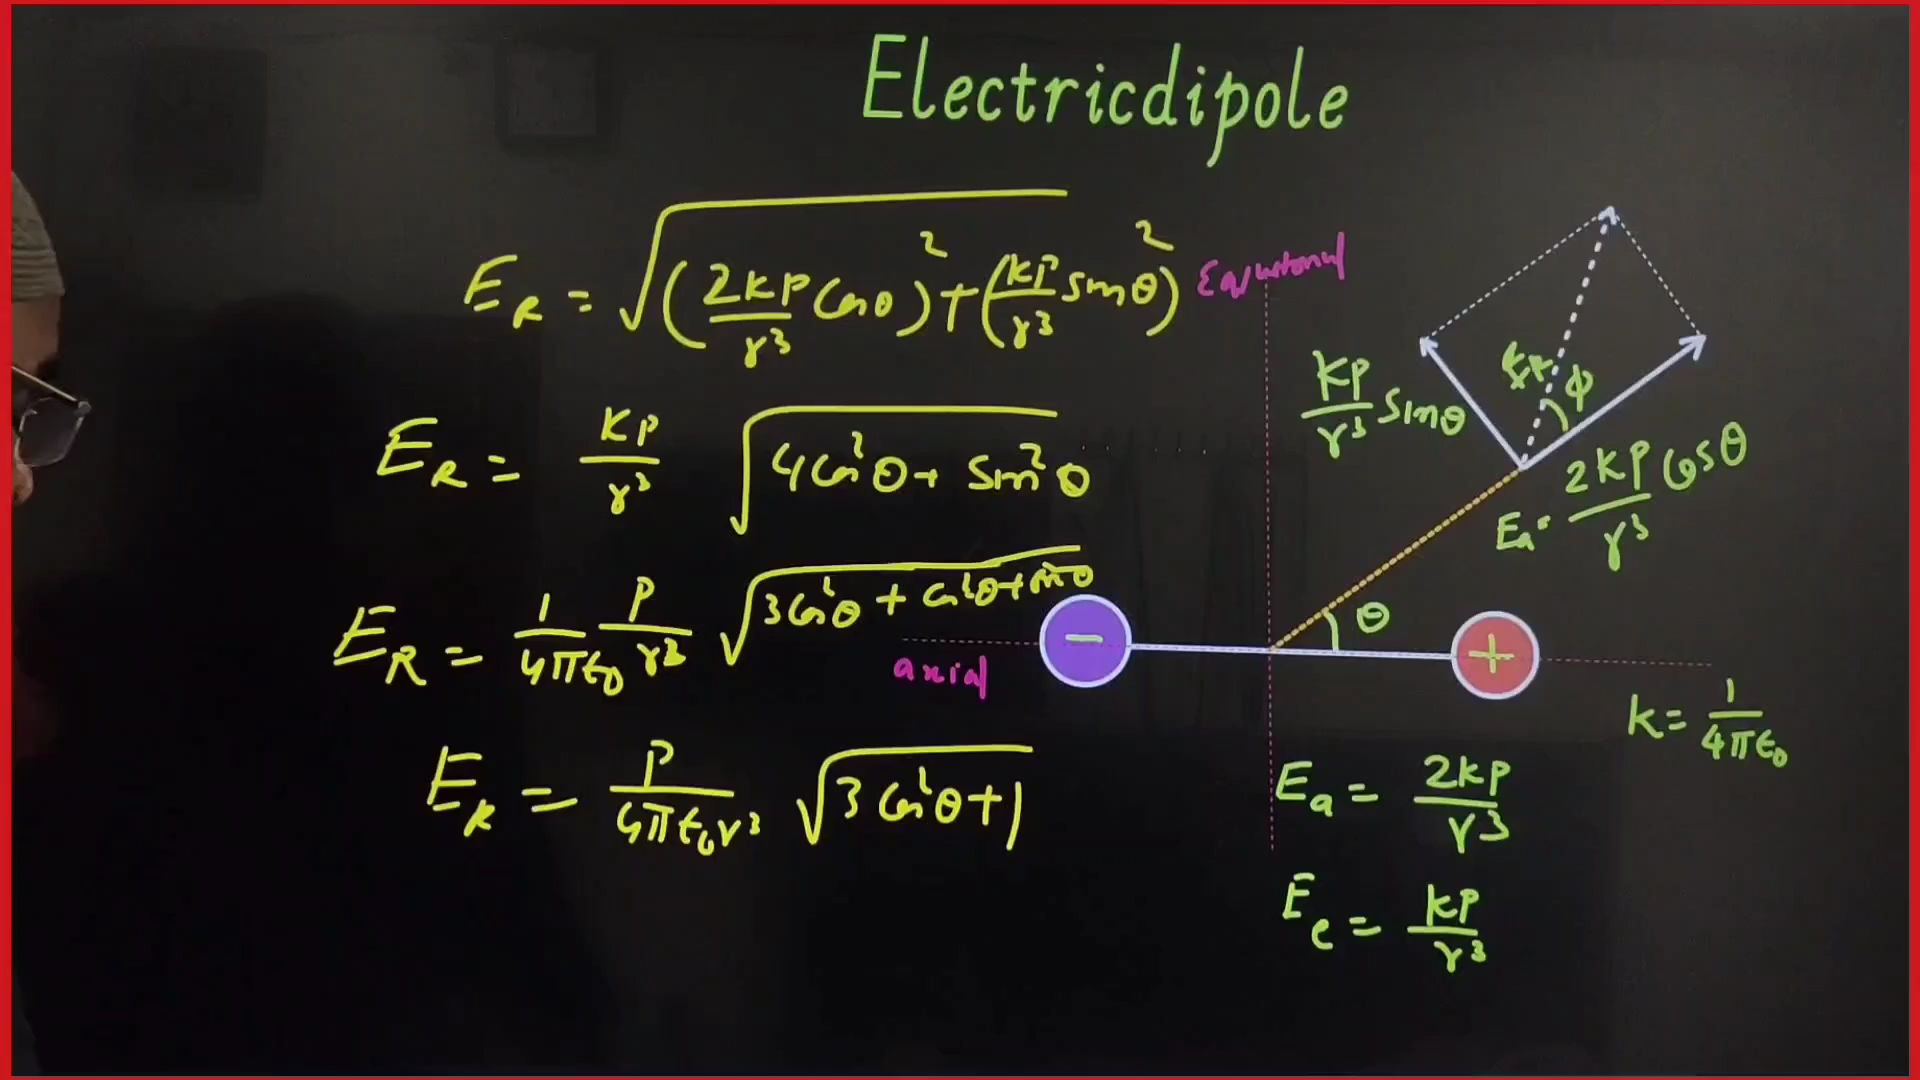 Electricdipole
E_R = √((2KP/r³ Cosθ)² + (KP/r³ Sinθ)²)
Equatorial
E_R = KP/r³ √(4Cos²θ + Sin²θ)
E_R = 1/4πε₀ P/r³ √(3Cos²θ + Cos²θ + Sin²θ)
E_R = P/4πε₀r³ √(3Cos²θ + 1)
KP/r³ Sinθ
ϕ
E_a = 2KP/r³ Cosθ
θ
−
+
axial
K = 1/4πε₀
E_a = 2KP/r³
E_e = KP/r³